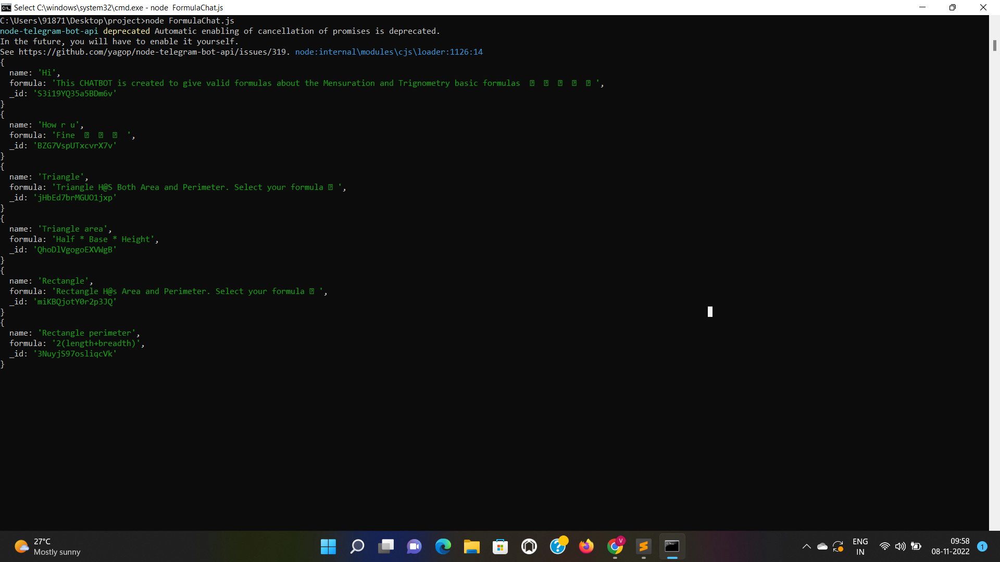 Select C:\windows\system32\cmd.exe - node  FormulaChat.js
C:\Users\91871\Desktop\project>node FormulaChat.js
node-telegram-bot-api deprecated Automatic enabling of cancellation of promises is deprecated.
In the future, you will have to enable it yourself.
See https://github.com/yagop/node-telegram-bot-api/issues/319. node:internal\modules\cjs\loader:1126:14
{
  name: 'Hi',
  formula: 'This CHATBOT is created to give valid formulas about the Mensuration and Trignometry basic formulas  � � � � � ',
  _id: 'S3i19YQ35a5BDm6v'
}
{
  name: 'How r u',
  formula: 'Fine  � � �  ',
  _id: 'BZG7VspUTxcvrX7v'
}
{
  name: 'Triangle',
  formula: 'Triangle H@S Both Area and Perimeter. Select your formula � ',
  _id: 'jHbEd7brMGUO1jxp'
}
{
  name: 'Triangle area',
  formula: 'Half * Base * Height',
  _id: 'QhoDlVgogoEXVWgB'
}
{
  name: 'Rectangle',
  formula: 'Rectangle H@s Area and Perimeter. Select your formula � ',
  _id: 'miKBQjotY0r2p3JQ'
}
{
  name: 'Rectangle perimeter',
  formula: '2(length+breadth)',
  _id: '3NuyjS97osliqcVk'
}
27°C
Mostly sunny
V
ENG
IN
09:58
08-11-2022
1